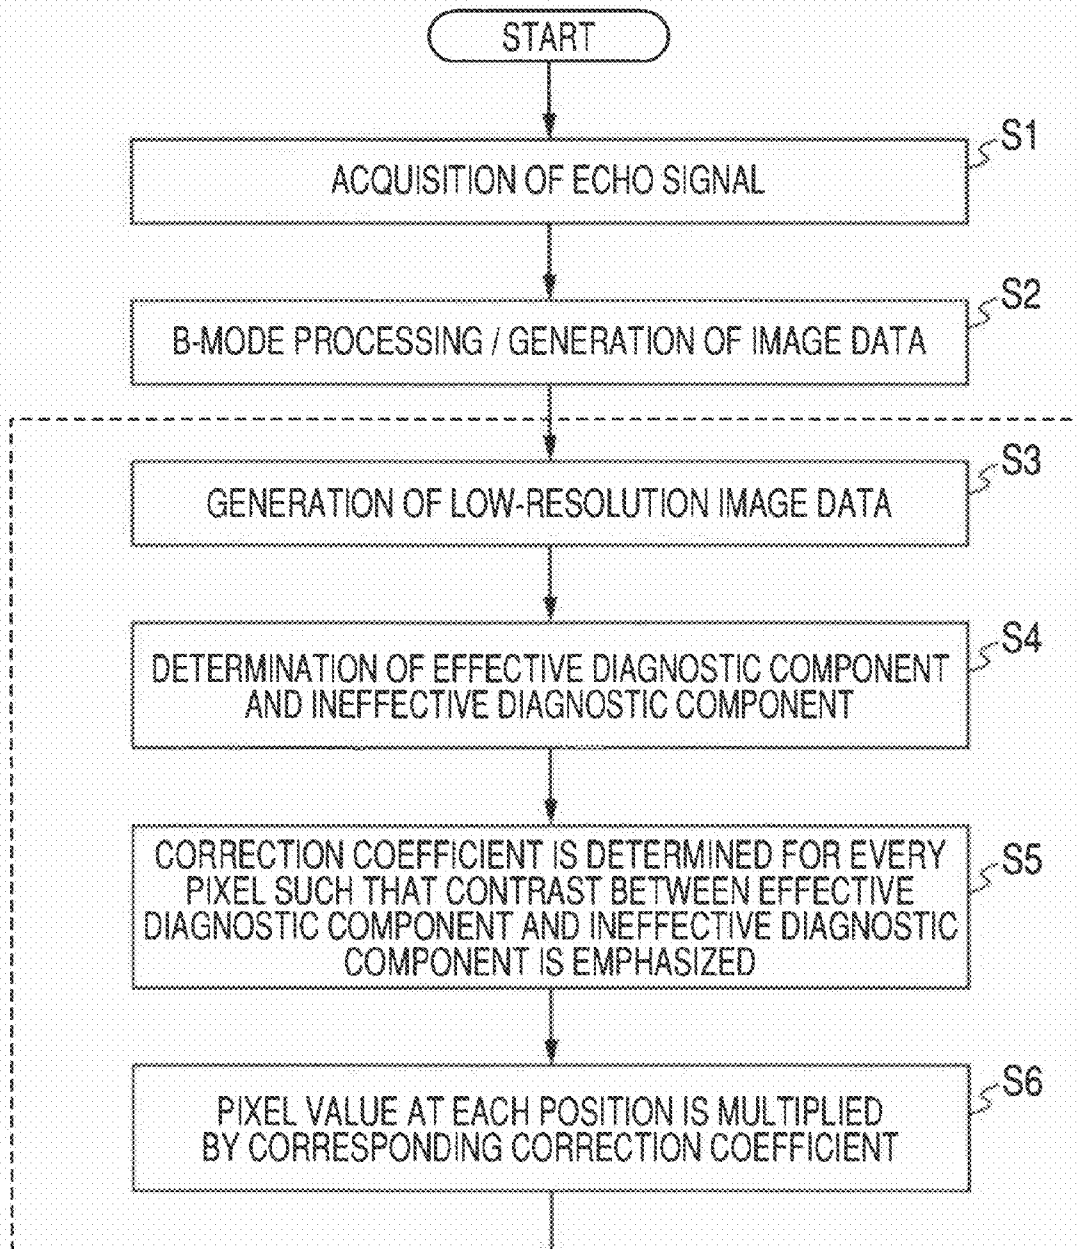 START
S1
ACQUISITION OF ECHO SIGNAL
S2
B-MODE PROCESSING / GENERATION OF IMAGE DATA
S3
GENERATION OF LOW-RESOLUTION IMAGE DATA
S4
DETERMINATION OF EFFECTIVE DIAGNOSTIC COMPONENT
AND INEFFECTIVE DIAGNOSTIC COMPONENT
S5
CORRECTION COEFFICIENT IS DETERMINED FOR EVERY
PIXEL SUCH THAT CONTRAST BETWEEN EFFECTIVE
DIAGNOSTIC COMPONENT AND INEFFECTIVE DIAGNOSTIC
COMPONENT IS EMPHASIZED
S6
PIXEL VALUE AT EACH POSITION IS MULTIPLIED
BY CORRESPONDING CORRECTION COEFFICIENT